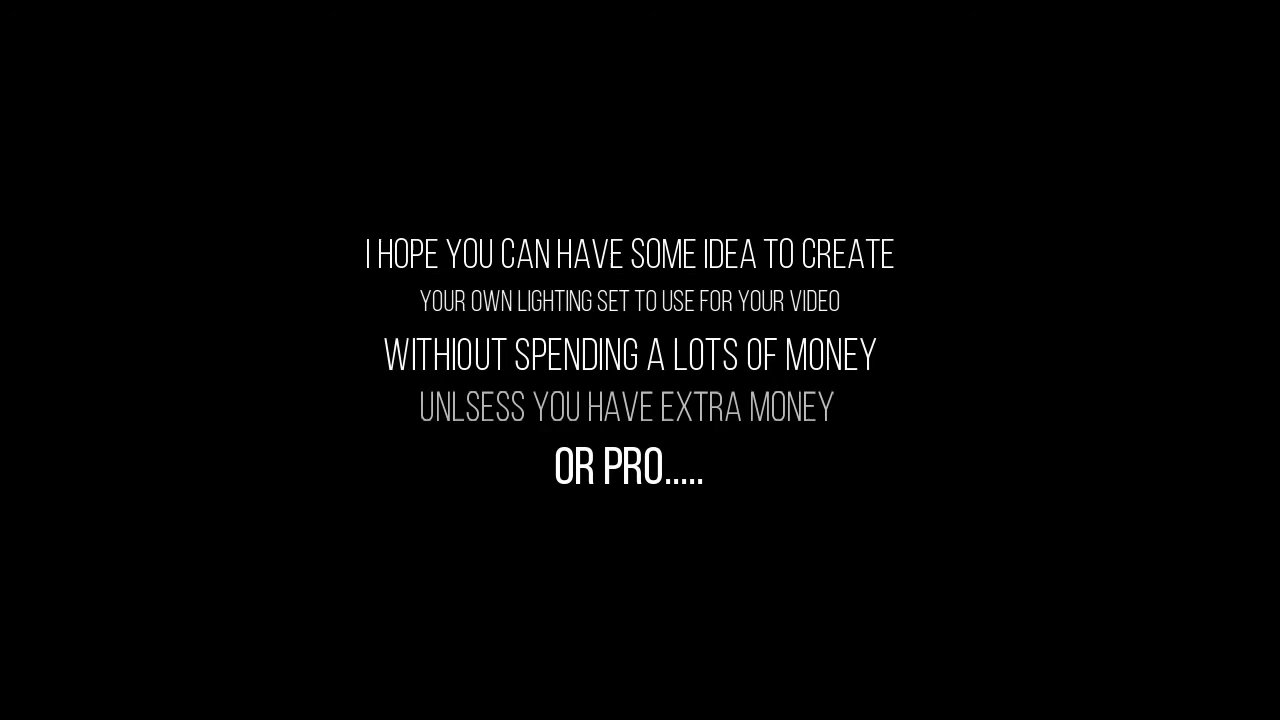 I HOPE YOU CAN HAVE SOME IDEA TO CREATE
YOUR OWN LIGHTING SET TO USE FOR YOUR VIDEO
WITHIOUT SPENDING A LOTS OF MONEY
UNLSESS YOU HAVE EXTRA MONEY
OR PRO.....